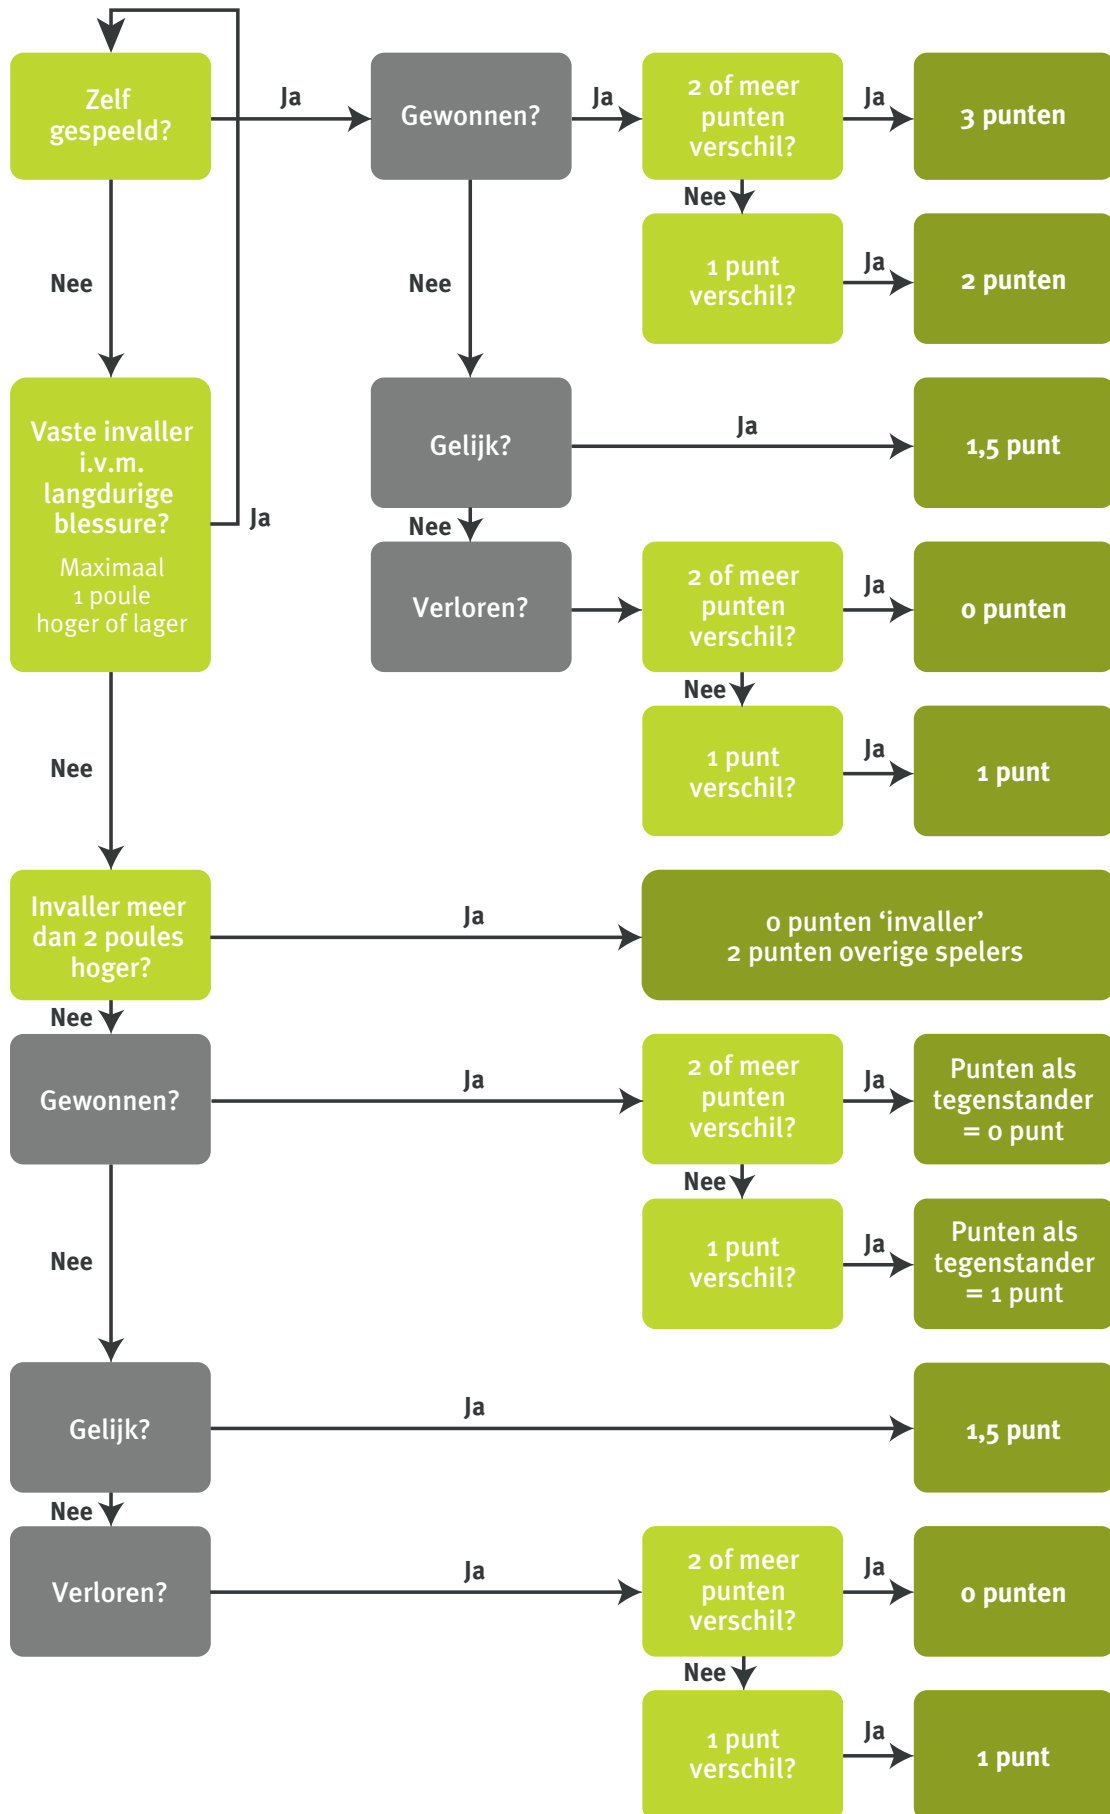 Zelf
gespeeld?
Ja
Gewonnen?
Ja
2 of meer
punten
verschil?
Ja
3 punten
Nee
Nee
Nee
1 punt
verschil?
Ja
2 punten
Vaste invaller
i.v.m.
langdurige
blessure?
Maximaal
1 poule
hoger of lager
Ja
Gelijk?
Ja
1,5 punt
Nee
Verloren?
2 of meer
punten
verschil?
Ja
0 punten
Nee
1 punt
verschil?
Ja
1 punt
Nee
Invaller meer
dan 2 poules
hoger?
Ja
0 punten ‘invaller’
2 punten overige spelers
Nee
Gewonnen?
Ja
2 of meer
punten
verschil?
Ja
Punten als
tegenstander
= 0 punt
Nee
1 punt
verschil?
Ja
Punten als
tegenstander
= 1 punt
Nee
Gelijk?
Ja
1,5 punt
Nee
Verloren?
Ja
2 of meer
punten
verschil?
Ja
0 punten
Nee
1 punt
verschil?
Ja
1 punt